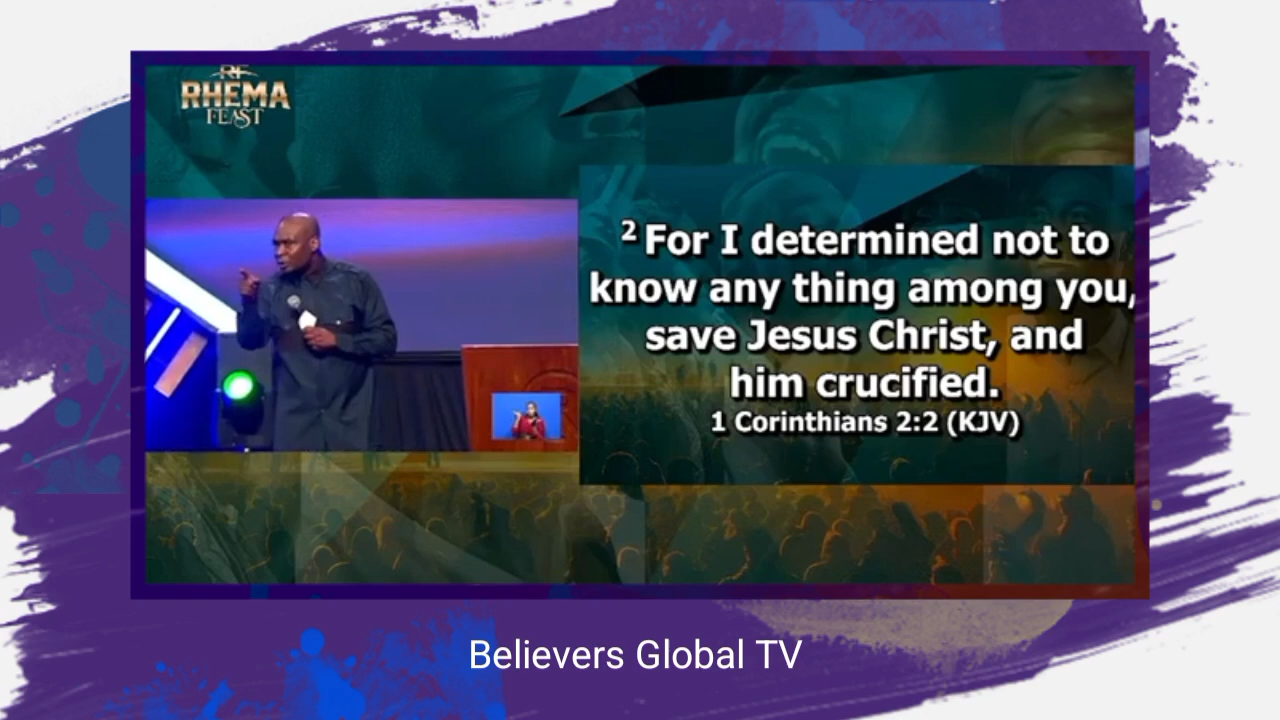 RF
RHEMA
FEAST
2 For I determined not to
know any thing among you,
save Jesus Christ, and
him crucified.
1 Corinthians 2:2 (KJV)
Believers Global TV